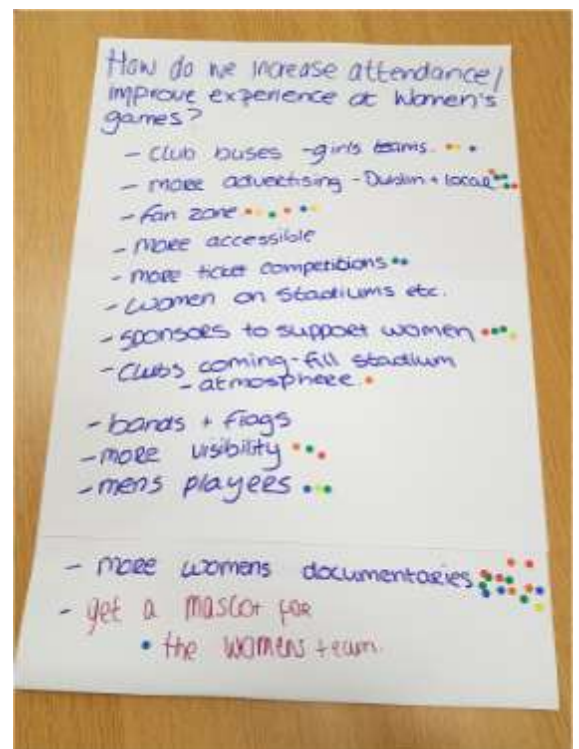 How do we increase attendance/
improve experience at Women's
games?
- club buses - girls teams.
- more advertising - Dublin + local
- fan zone
- more accessible
- more ticket competitions
- women on stadiums etc.
- sponsors to support women
- clubs coming - fill stadium
- atmosphere
- bands + flags
- more visibility
- mens players
- more womens documentaries
- get a mascot for
the womens team.